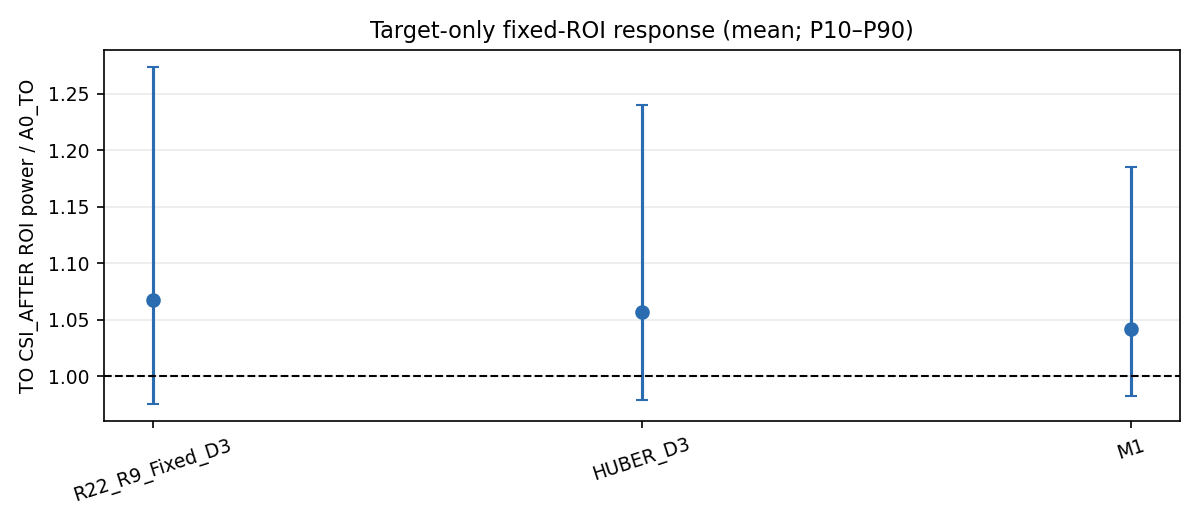 Target-only fixed-ROI response (mean; P10–P90)
TO CSI_AFTER ROI power / A0_TO
1.25
1.20
1.15
1.10
1.05
1.00
R22_R9_Fixed_D3
HUBER_D3
M1